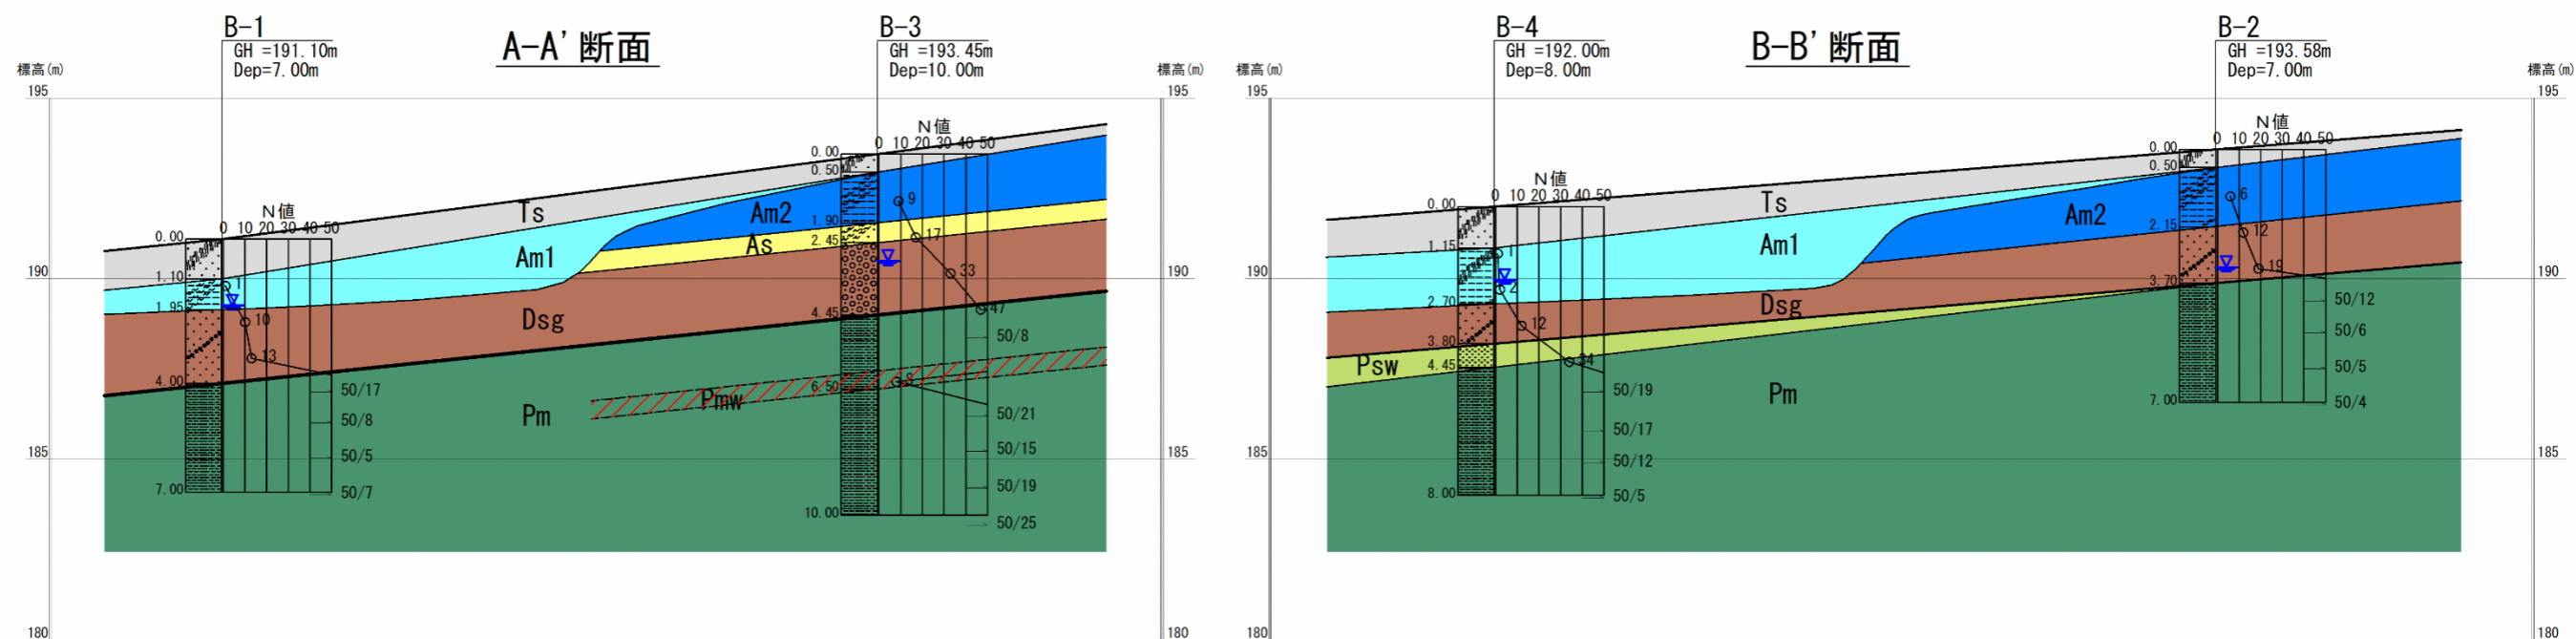 B-1
GH =191.10m
Dep=7.00m
A-A' 断面
B-3
GH =193.45m
Dep=10.00m
標高(m)
標高(m)
195
195
N値
0 10 20 30 40 50
0.00
0.50
1.90
2.45
4.45
6.50
10.00
9
17
33
47
50/8
8
50/21
50/15
50/19
50/25
N値
0 10 20 30 40 50
0.00
1.10
1.95
4.00
7.00
1
10
13
50/17
50/8
50/5
50/7
Ts
Am2
As
Am1
Dsg
Pmw
Pm
190
190
185
185
180
180
B-4
GH =192.00m
Dep=8.00m
B-B' 断面
B-2
GH =193.58m
Dep=7.00m
標高(m)
標高(m)
195
195
N値
0 10 20 30 40 50
0.00
0.50
2.15
3.70
7.00
6
12
19
50/12
50/6
50/5
50/4
N値
0 10 20 30 40 50
0.00
1.15
2.70
3.80
4.45
8.00
1
2
12
34
50/19
50/17
50/12
50/5
Ts
Am2
Am1
Dsg
Psw
Pm
190
185
180
190
185
180